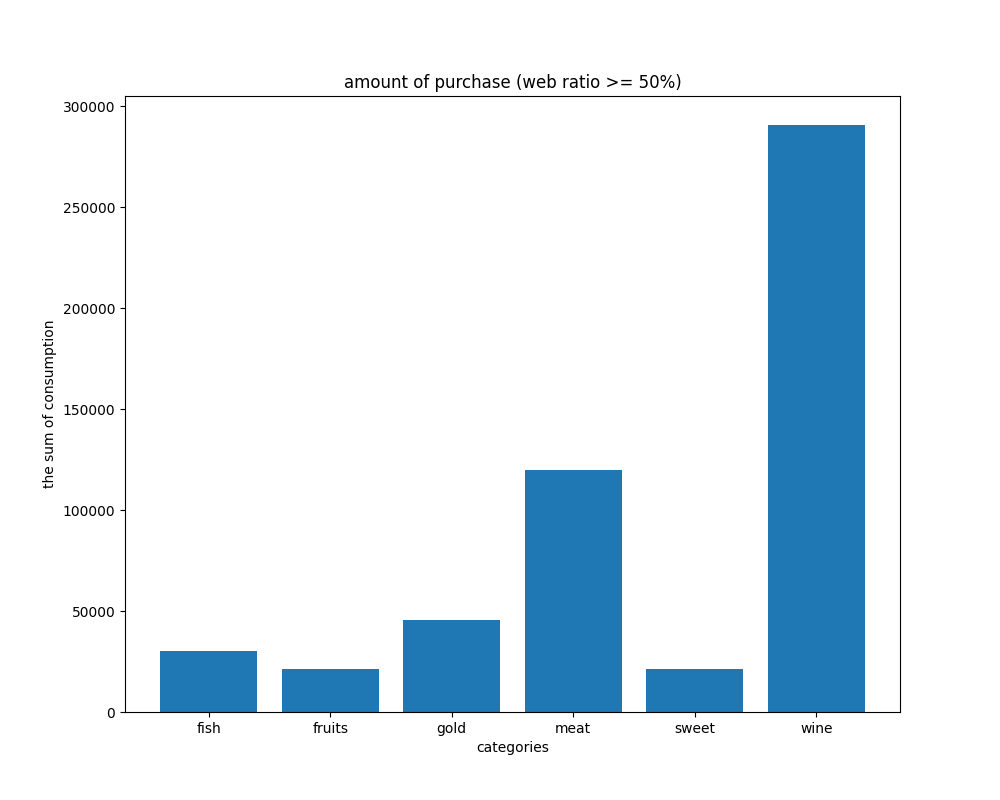 amount of purchase (web ratio >= 50%)
300000
250000
200000
150000
100000
50000
0
the sum of consumption
fish fruits gold meat sweet wine
categories